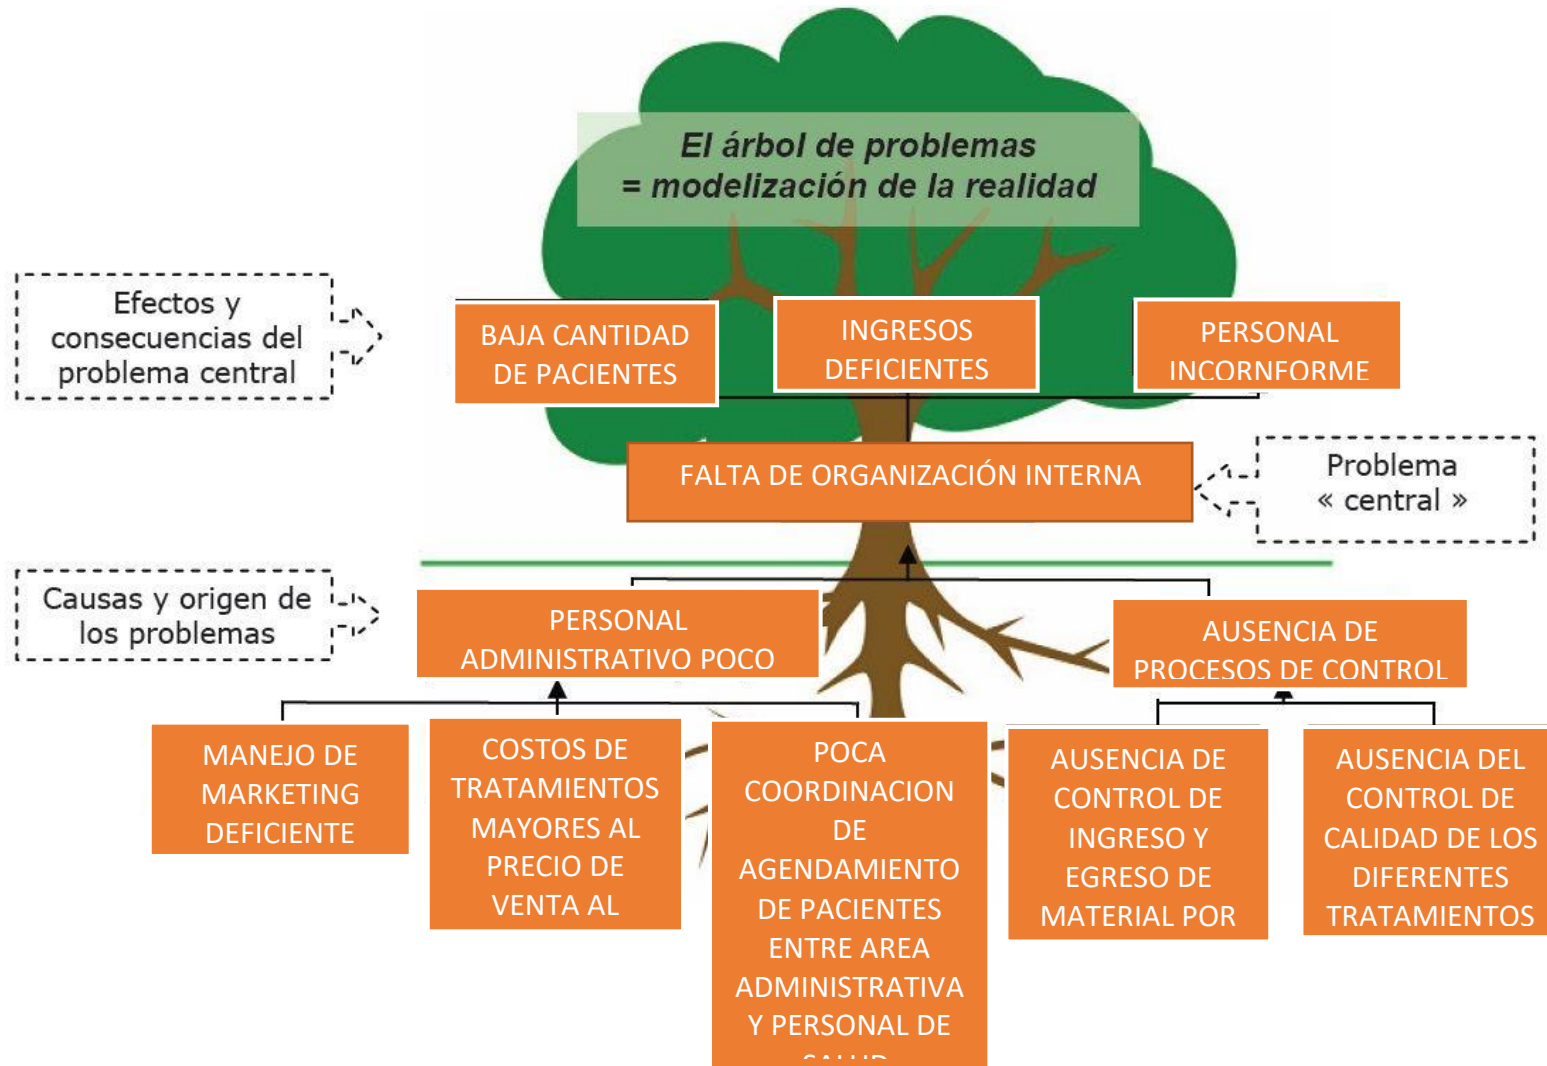 El árbol de problemas
= modelización de la realidad
Efectos y
consecuencias del
problema central
BAJA CANTIDAD
DE PACIENTES
INGRESOS
DEFICIENTES
PERSONAL
INCORNFORME
FALTA DE ORGANIZACIÓN INTERNA
Problema
« central »
Causas y origen de
los problemas
PERSONAL
ADMINISTRATIVO POCO
AUSENCIA DE
PROCESOS DE CONTROL
MANEJO DE
MARKETING
DEFICIENTE
COSTOS DE
TRATAMIENTOS
MAYORES AL
PRECIO DE
VENTA AL
POCA
COORDINACION
DE
AGENDAMIENTO
DE PACIENTES
ENTRE AREA
ADMINISTRATIVA
Y PERSONAL DE
SALUD
AUSENCIA DE
CONTROL DE
INGRESO Y
EGRESO DE
MATERIAL POR
AUSENCIA DEL
CONTROL DE
CALIDAD DE LOS
DIFERENTES
TRATAMIENTOS